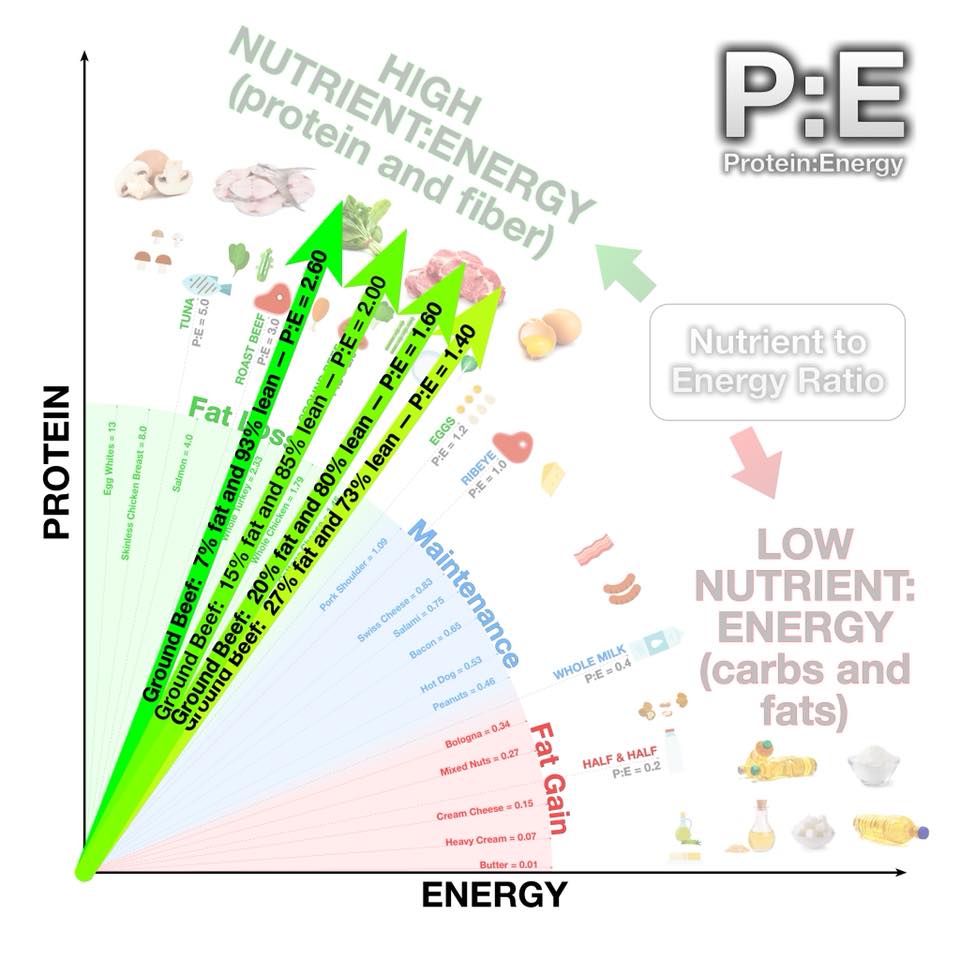 HIGH
NUTRIENT:ENERGY
(protein and fiber)
P:E
Protein:Energy
Nutrient to
Energy Ratio
LOW
NUTRIENT:
ENERGY
(carbs and
fats)
PROTEIN
ENERGY
Ground Beef: 7% fat and 93% lean – P:E = 2.60
Ground Beef: 15% fat and 85% lean – P:E = 2.00
Ground Beef: 20% fat and 80% lean – P:E = 1.60
Ground Beef: 27% fat and 73% lean – P:E = 1.40
TUNA
P:E = 5.0
ROAST BEEF
P:E = 3.0
EGGS
P:E = 1.2
RIBEYE
P:E = 1.0
WHOLE MILK
P:E = 0.4
HALF & HALF
P:E = 0.2
Fat Loss
Egg Whites = 13
Skinless Chicken Breast = 8.0
Salmon = 4.0
Whole Turkey = 2.33
Whole Chicken = 1.79
Maintenance
Pork Shoulder = 1.09
Swiss Cheese = 0.83
Salami = 0.75
Bacon = 0.65
Hot Dog = 0.53
Peanuts = 0.46
Fat Gain
Bologna = 0.34
Mixed Nuts = 0.27
Cream Cheese = 0.15
Heavy Cream = 0.07
Butter = 0.01